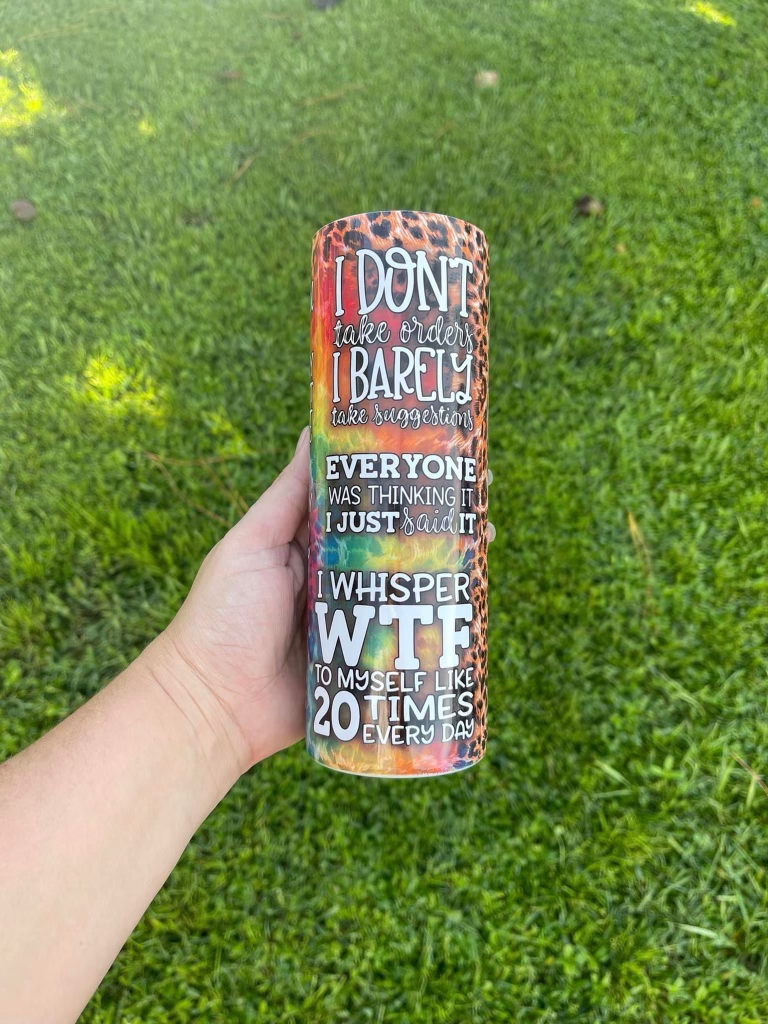 I DON'T
take orders
I BARELY
take suggestions
EVERYONE
WAS THINKING IT
I JUST said IT
I WHISPER
WTF
TO MYSELF LIKE
20 TIMES
EVERY DAY